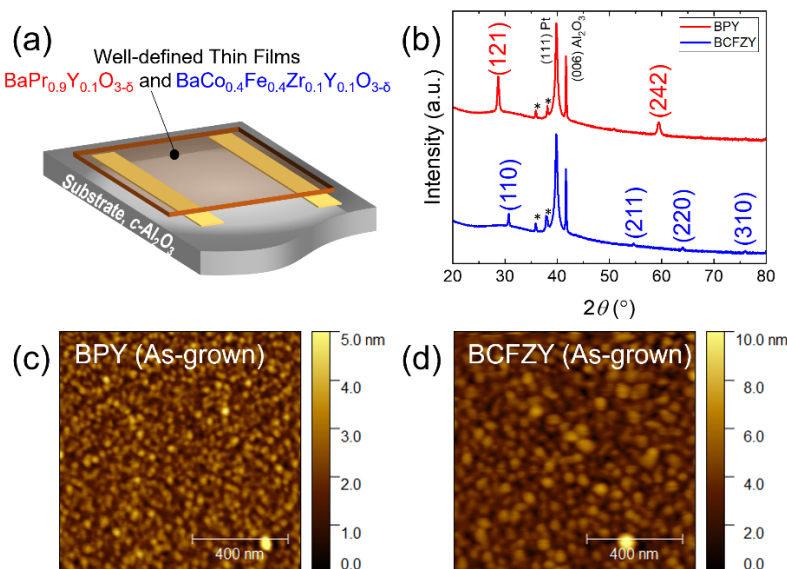 (a)
Well-defined Thin Films
BaPr0.9Y0.1O3-δ and BaCo0.4Fe0.4Zr0.1Y0.1O3-δ
Substrate, c-Al2O3
(b)
BPY
BCFZY
(121)
(111) Pt
(006) Al2O3
(242)
* *
(110)
* *
(211)
(220)
(310)
Intensity (a.u.)
20 30 40 50 60 70 80
2θ (°)
(c)
BPY (As-grown)
400 nm
5.0 nm
4.0
3.0
2.0
1.0
0.0
(d)
BCFZY (As-grown)
400 nm
10.0 nm
8.0
6.0
4.0
2.0
0.0